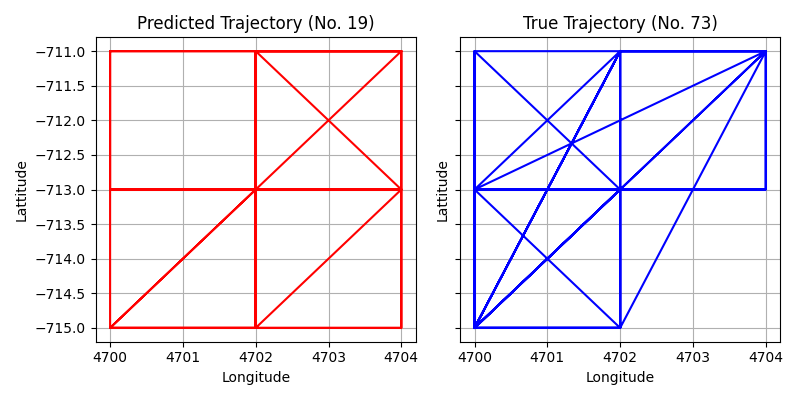 Predicted Trajectory (No. 19)
True Trajectory (No. 73)
Lattitude
−711.0
−711.5
−712.0
−712.5
−713.0
−713.5
−714.0
−714.5
−715.0
4700 4701 4702 4703 4704
Longitude
Lattitude
4700 4701 4702 4703 4704
Longitude